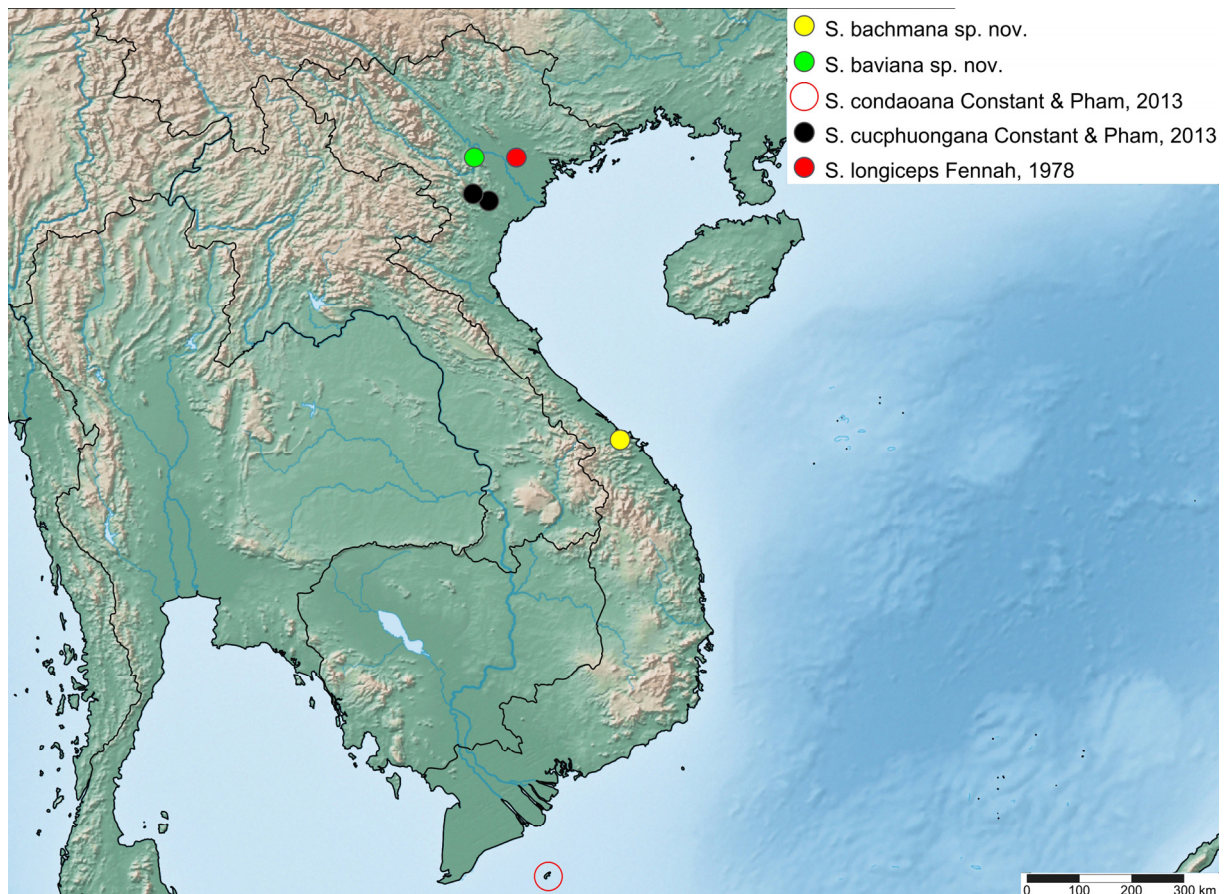 S. bachmana sp. nov.
S. baviana sp. nov.
S. condaoana Constant & Pham, 2013
S. cucphuongana Constant & Pham, 2013
S. longiceps Fennah, 1978
0 100 200 300 km